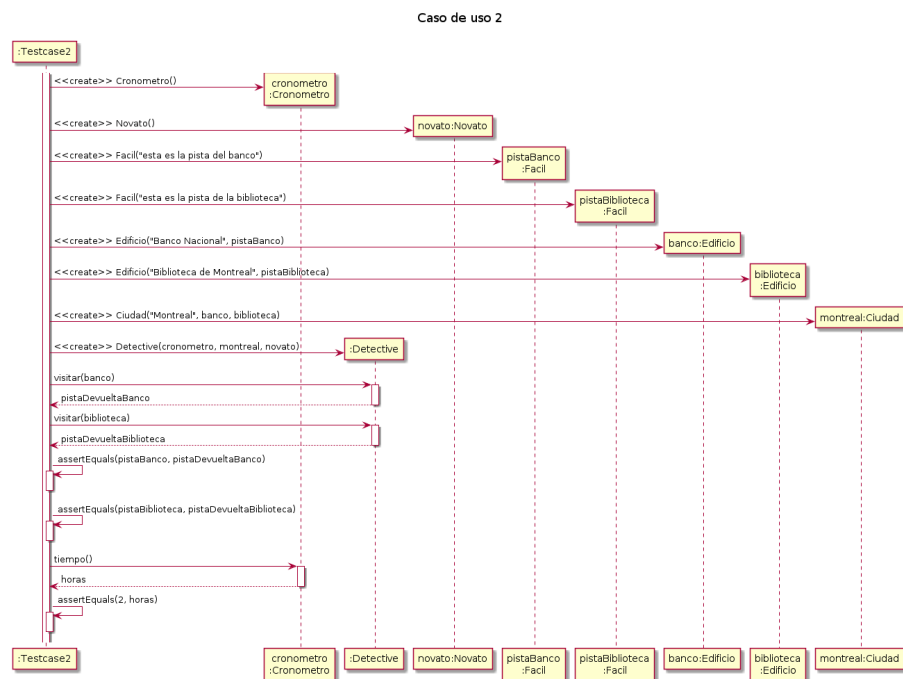 Caso de uso 2
:Testcase2
<<create>> Cronometro()
cronometro
:Cronometro
<<create>> Novato()
novato:Novato
<<create>> Facil("esta es la pista del banco")
pistaBanco
:Facil
<<create>> Facil("esta es la pista de la biblioteca")
pistaBiblioteca
:Facil
<<create>> Edificio("Banco Nacional", pistaBanco)
banco:Edificio
<<create>> Edificio("Biblioteca de Montreal", pistaBiblioteca)
biblioteca
:Edificio
<<create>> Ciudad("Montreal", banco, biblioteca)
montreal:Ciudad
<<create>> Detective(cronometro, montreal, novato)
:Detective
visitar(banco)
pistaDevueltaBanco
visitar(biblioteca)
pistaDevueltaBiblioteca
assertEquals(pistaBanco, pistaDevueltaBanco)
assertEquals(pistaBiblioteca, pistaDevueltaBiblioteca)
tiempo()
horas
assertEquals(2, horas)
:Testcase2
cronometro
:Cronometro
:Detective
novato:Novato
pistaBanco
:Facil
pistaBiblioteca
:Facil
banco:Edificio
biblioteca
:Edificio
montreal:Ciudad